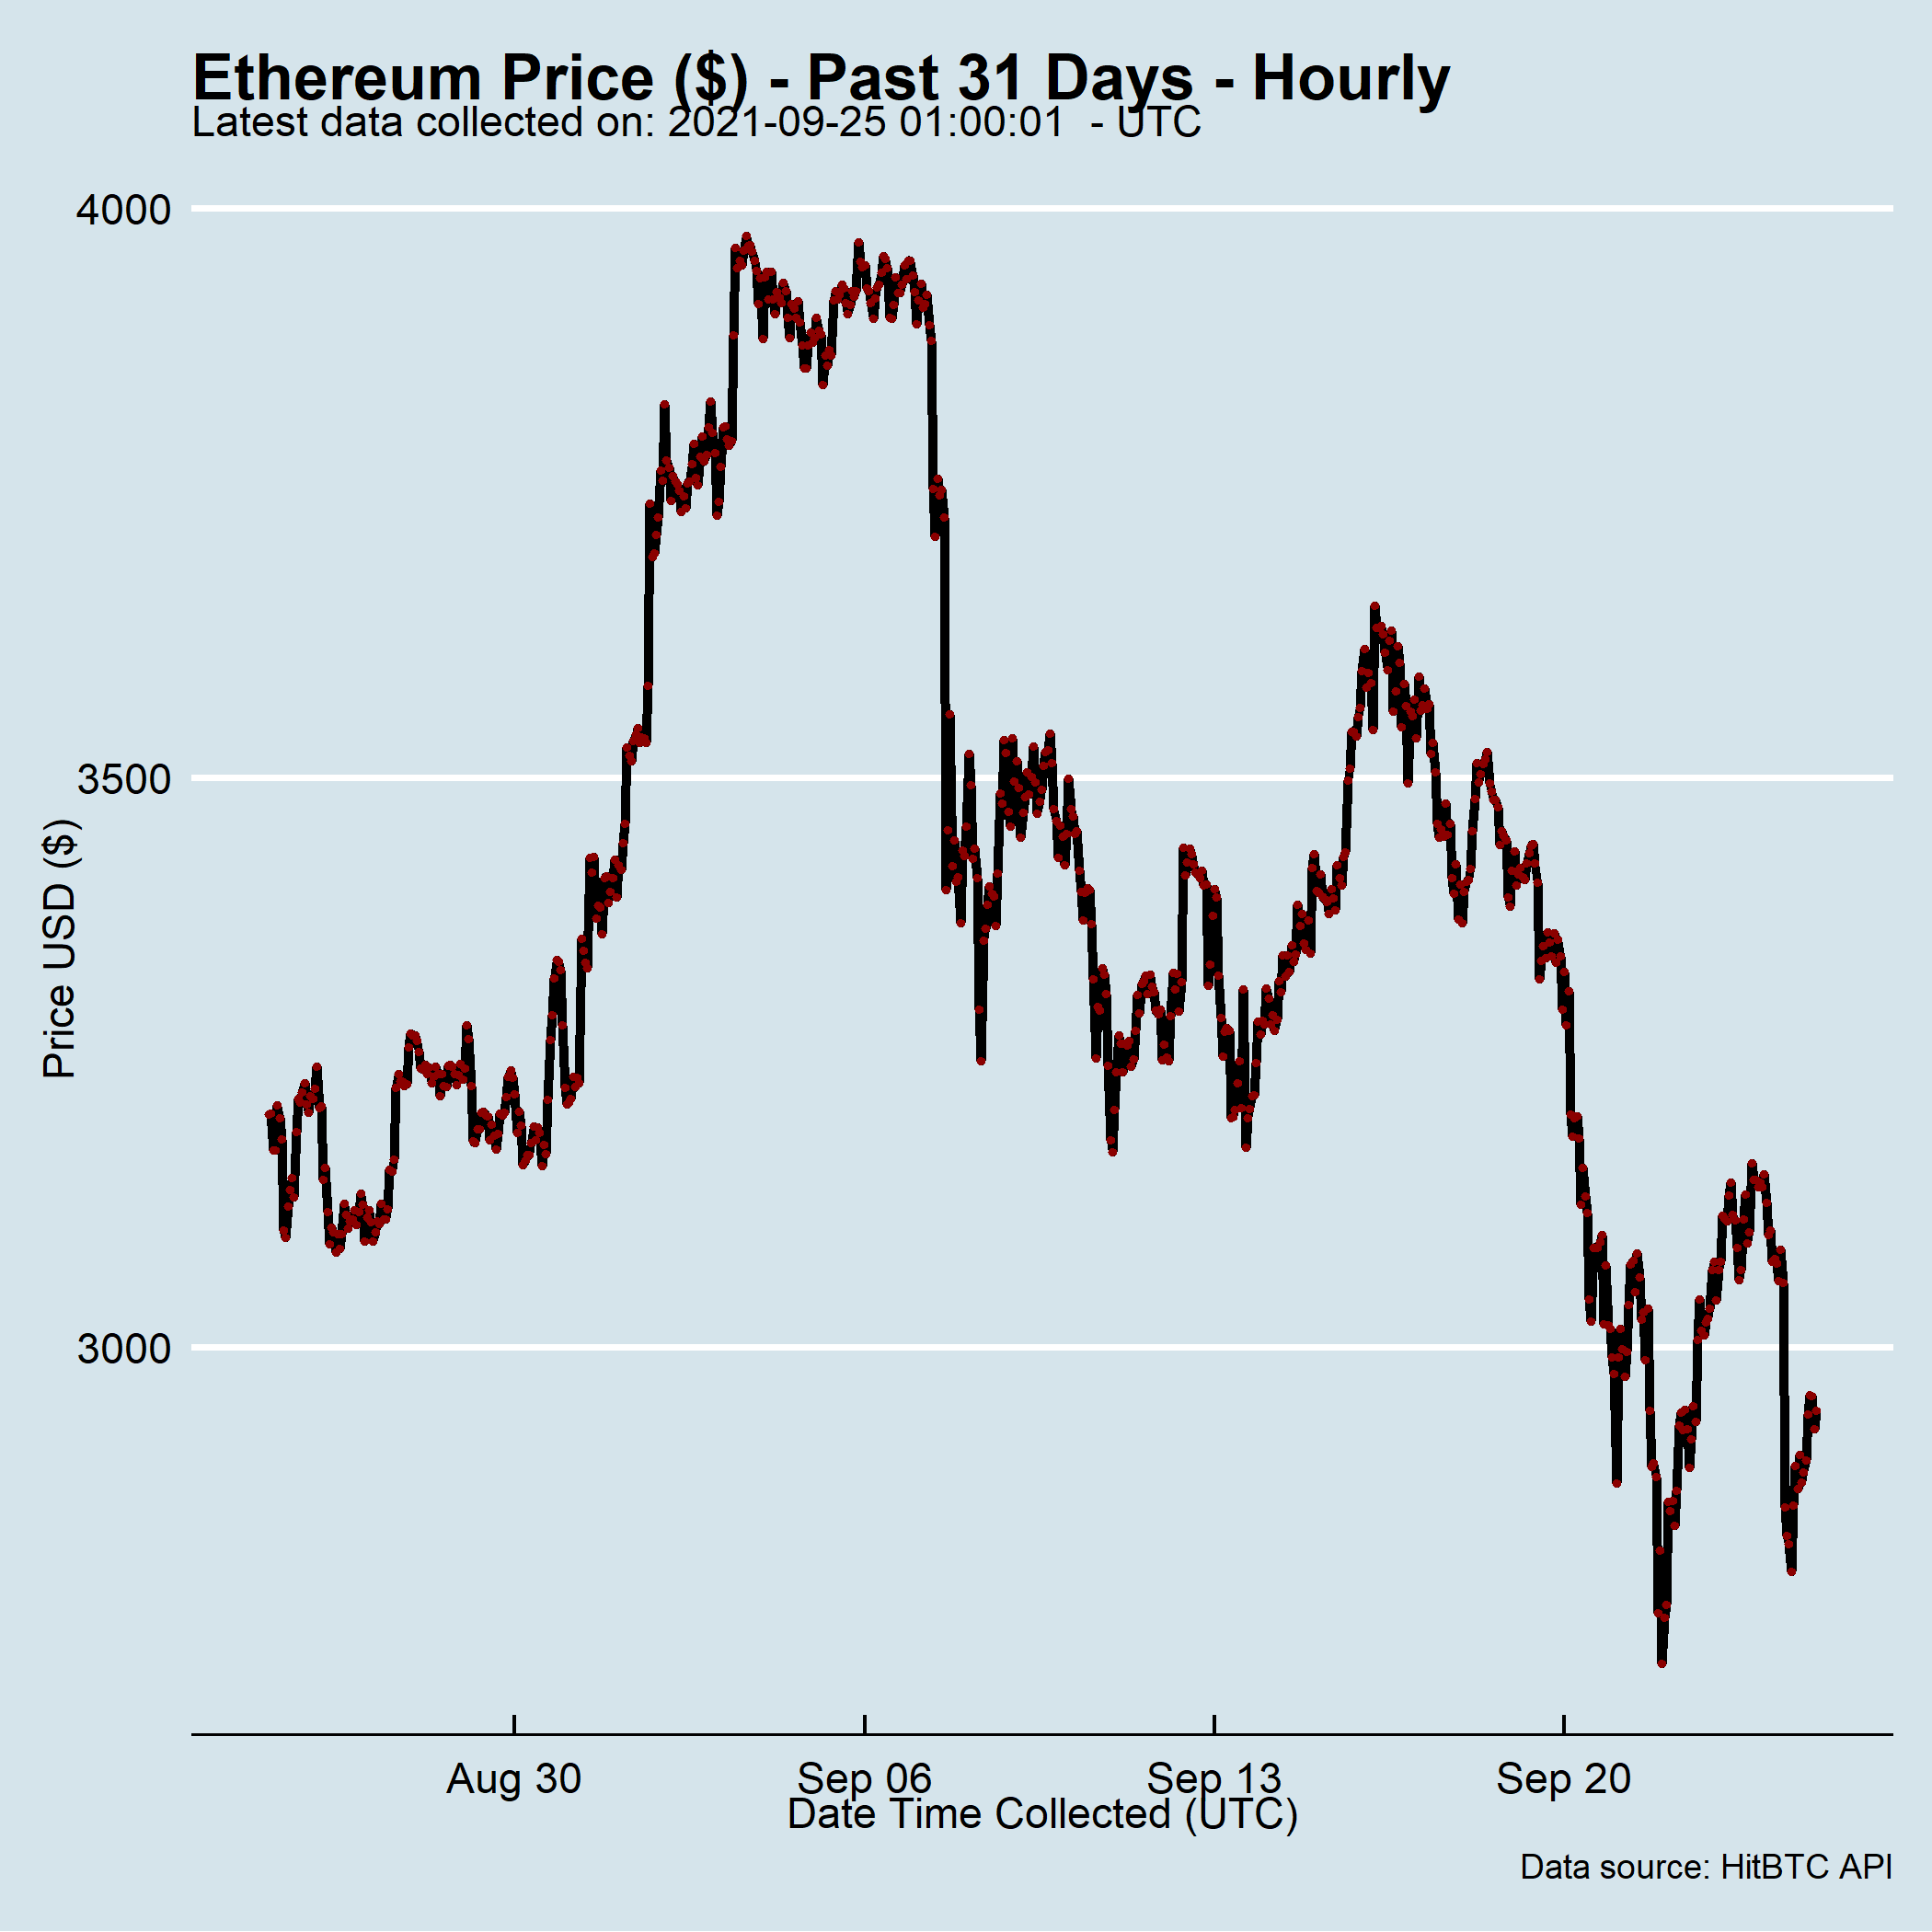 Ethereum Price ($) - Past 31 Days - Hourly
Latest data collected on: 2021-09-25 01:00:01  - UTC
4000
3500
3000
Price USD ($)
Aug 30
Sep 06
Sep 13
Sep 20
Date Time Collected (UTC)
Data source: HitBTC API